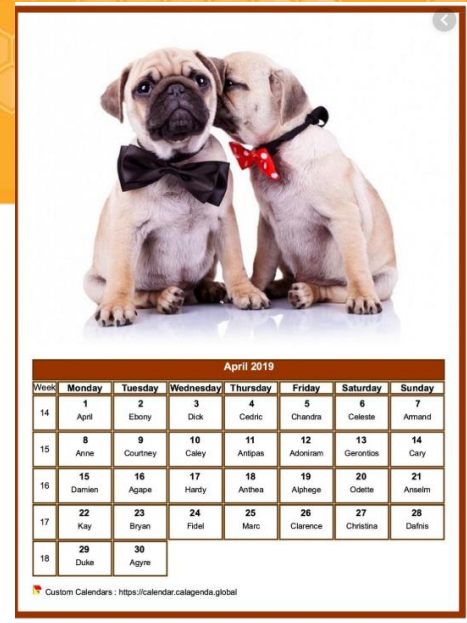 April 2019
Week Monday Tuesday Wednesday Thursday Friday Saturday Sunday
14 1 2 3 4 5 6 7
April Ebony Dick Cedric Chandra Celeste Armand
15 8 9 10 11 12 13 14
Anne Courtney Caley Antipas Adoniram Gerontios Cary
16 15 16 17 18 19 20 21
Damien Agape Hardy Anthea Alphege Odette Anselm
17 22 23 24 25 26 27 28
Kay Bryan Fidel Marc Clarence Christina Dafnis
18 29 30
Duke Agyre
Custom Calendars : https://calendar.calagenda.global